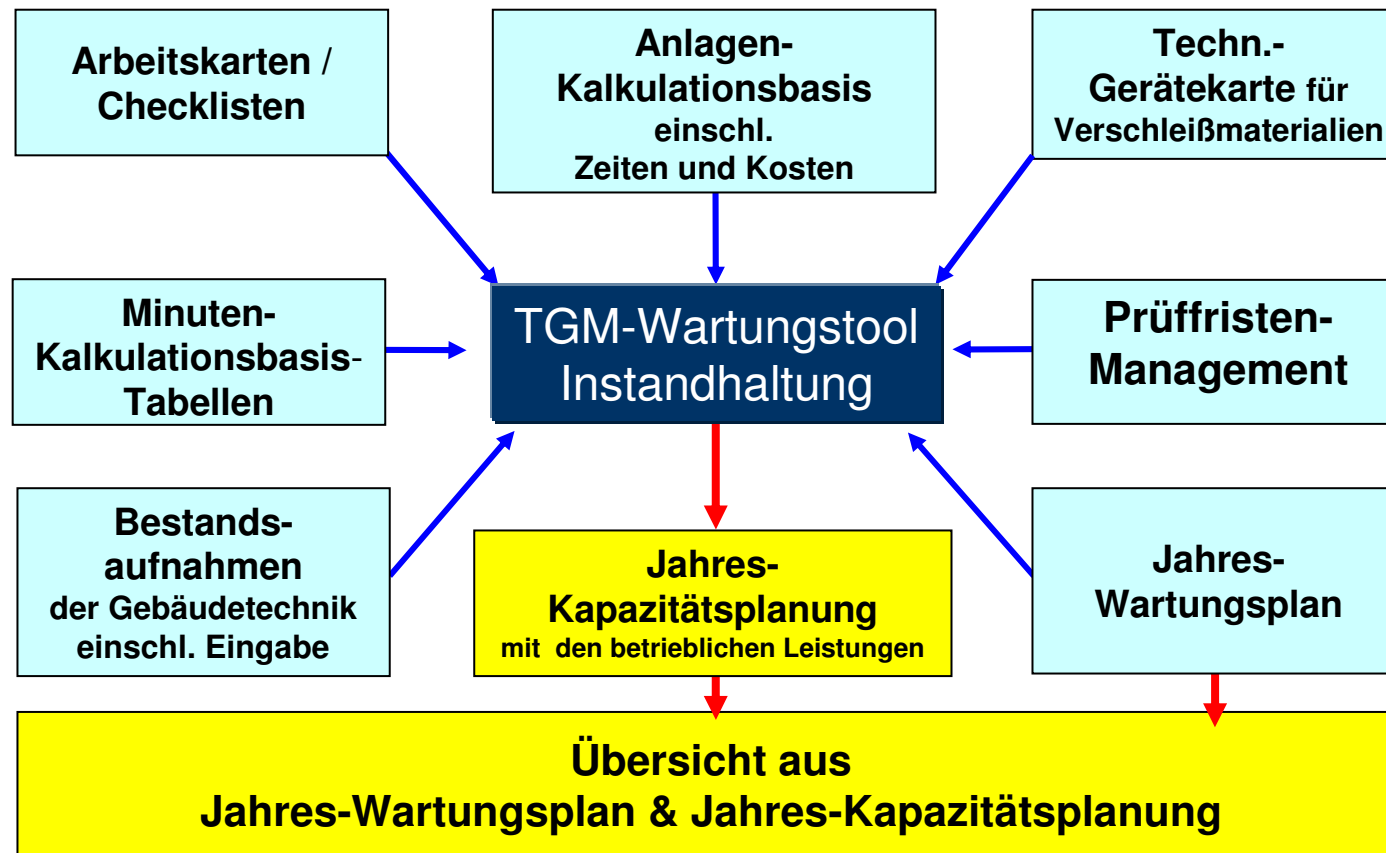 Arbeitskarten /
Checklisten
Anlagen-
Kalkulationsbasis
einschl.
Zeiten und Kosten
Techn.-
Gerätekarte für
Verschleißmaterialien
Minuten-
Kalkulationsbasis-
Tabellen
TGM-Wartungstool
Instandhaltung
Prüffristen-
Management
Bestands-
aufnahmen
der Gebäudetechnik
einschl. Eingabe
Jahres-
Kapazitätsplanung
mit den betrieblichen Leistungen
Jahres-
Wartungsplan
Übersicht aus
Jahres-Wartungsplan & Jahres-Kapazitätsplanung